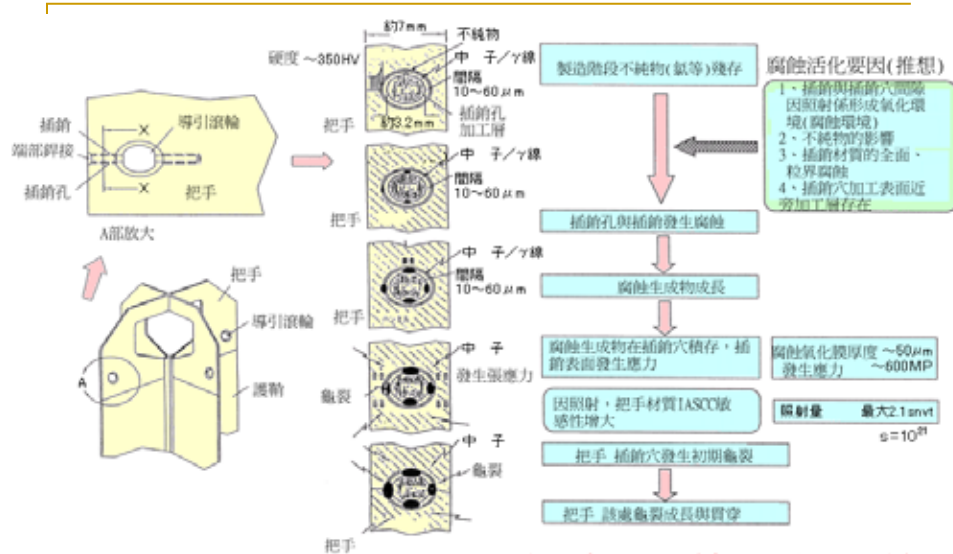 約7mm
不純物
硬度 ~350HV
中 子/γ線
間隔
10~60μm
插銷孔
加工層
把手
約3.2mm
插銷
導引滾輪
端部銲接
X
X
插銷孔
把手
A部放大
把手
導引滾輪
A
護鞘
中 子/γ線
間隔
10~60μm
把手
中 子/γ線
間隔
10~60μm
把手
中 子
發生張應力
龜裂
中 子
龜裂
把手
製造階段不純物(氯等)殘存
插銷孔與插銷發生腐蝕
腐蝕生成物成長
腐蝕生成物在插銷穴積存,插
銷表面發生應力
因照射,把手材質IASCC敏
感性增大
把手 插銷穴發生初期龜裂
把手 該處龜裂成長與貫穿
腐蝕活化要因(推想)
1、插銷與插銷穴間隙
因照射係形成氧化環
境(腐蝕環境)
2、不純物的影響
3、插銷材質的全面、
粒界腐蝕
4、插銷穴加工表面近
旁加工層存在
腐蝕氧化膜厚度 ~50μm
發生應力 ~600MP
照射量 最大2.1snvt
s=10²¹